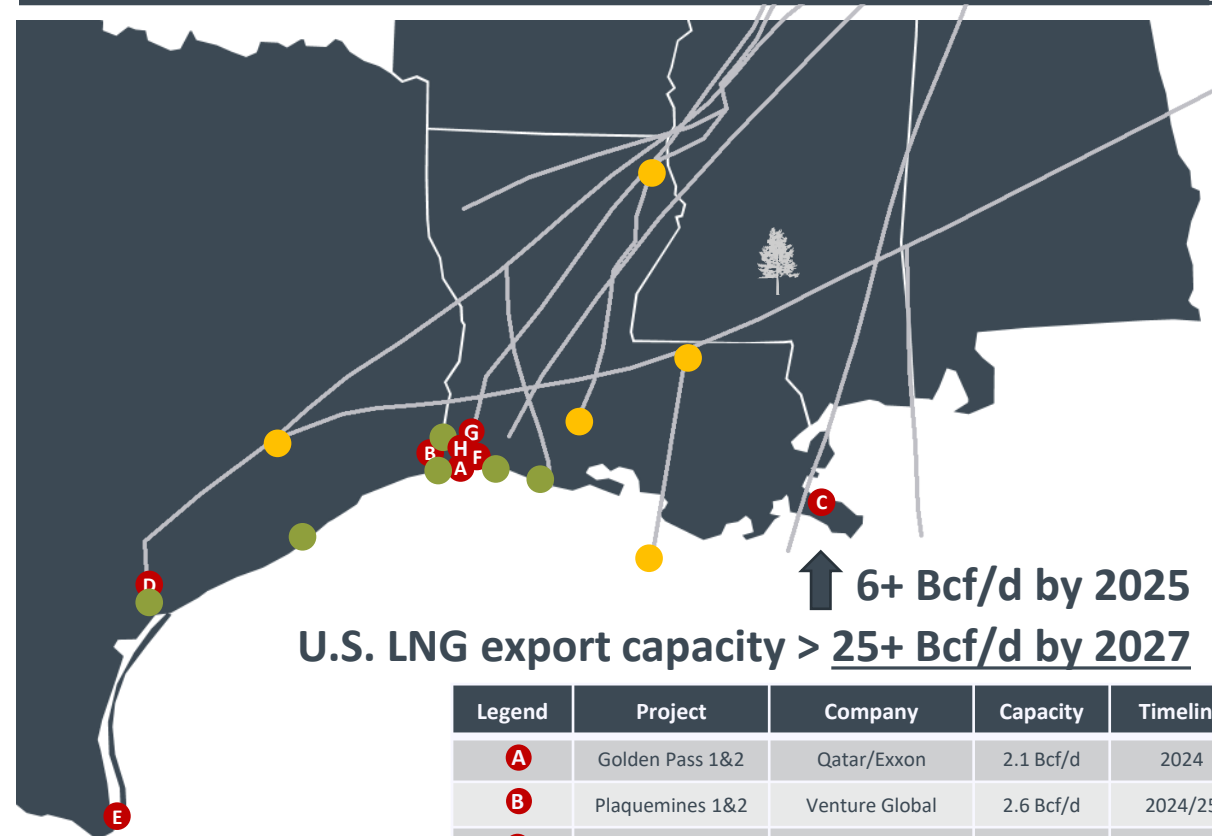 G
B H F
A
C
D
6+ Bcf/d by 2025
U.S. LNG export capacity > 25+ Bcf/d by 2027
Legend Project Company Capacity
A Golden Pass 1&2 Qatar/Exxon 2.1 Bcf/d 2024
B Plaquemines 1&2 Venture Global 2.6 Bcf/d
E